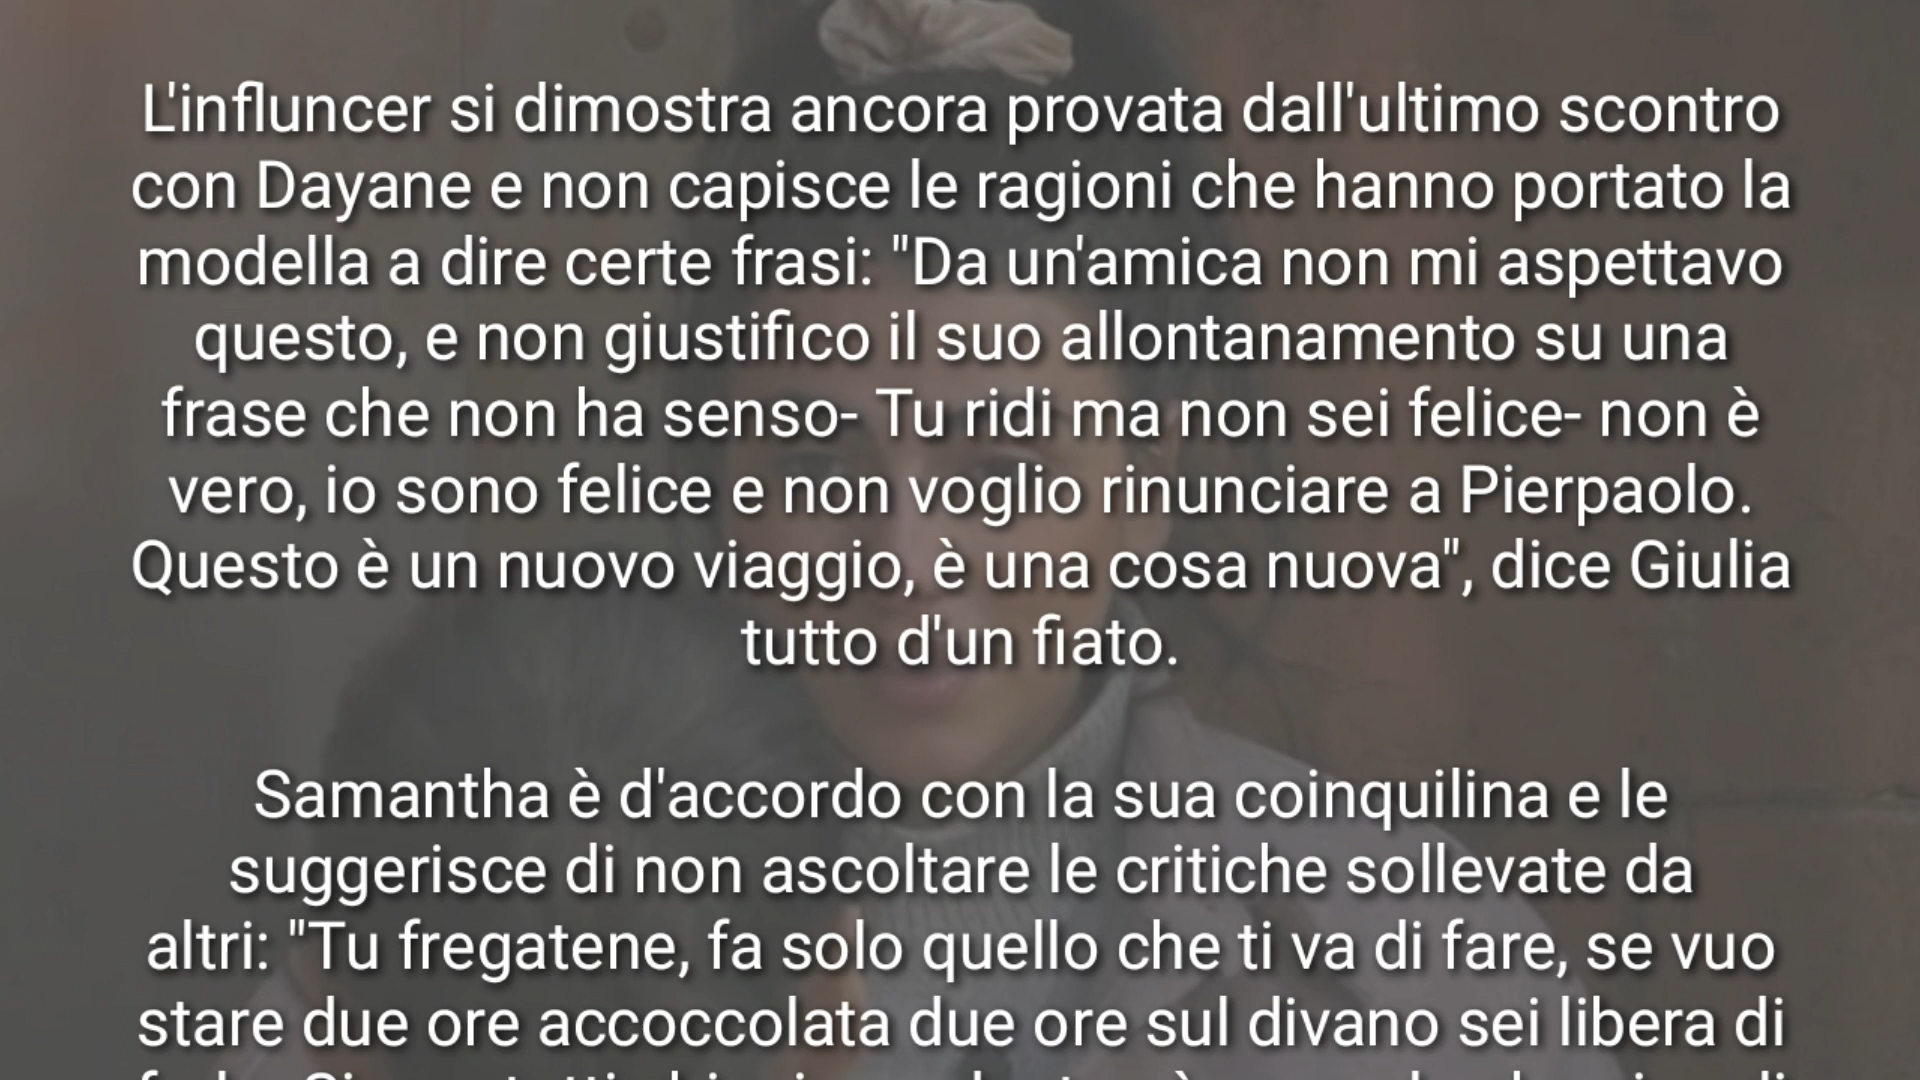 L'influncer si dimostra ancora provata dall'ultimo scontro
con Dayane e non capisce le ragioni che hanno portato la
modella a dire certe frasi: "Da un'amica non mi aspettavo
questo, e non giustifico il suo allontanamento su una
frase che non ha senso- Tu ridi ma non sei felice- non è
vero, io sono felice e non voglio rinunciare a Pierpaolo.
Questo è un nuovo viaggio, è una cosa nuova", dice Giulia
tutto d'un fiato.
Samantha è d'accordo con la sua coinquilina e le
suggerisce di non ascoltare le critiche sollevate da
altri: "Tu fregatene, fa solo quello che ti va di fare, se vuo
stare due ore accoccolata due ore sul divano sei libera di